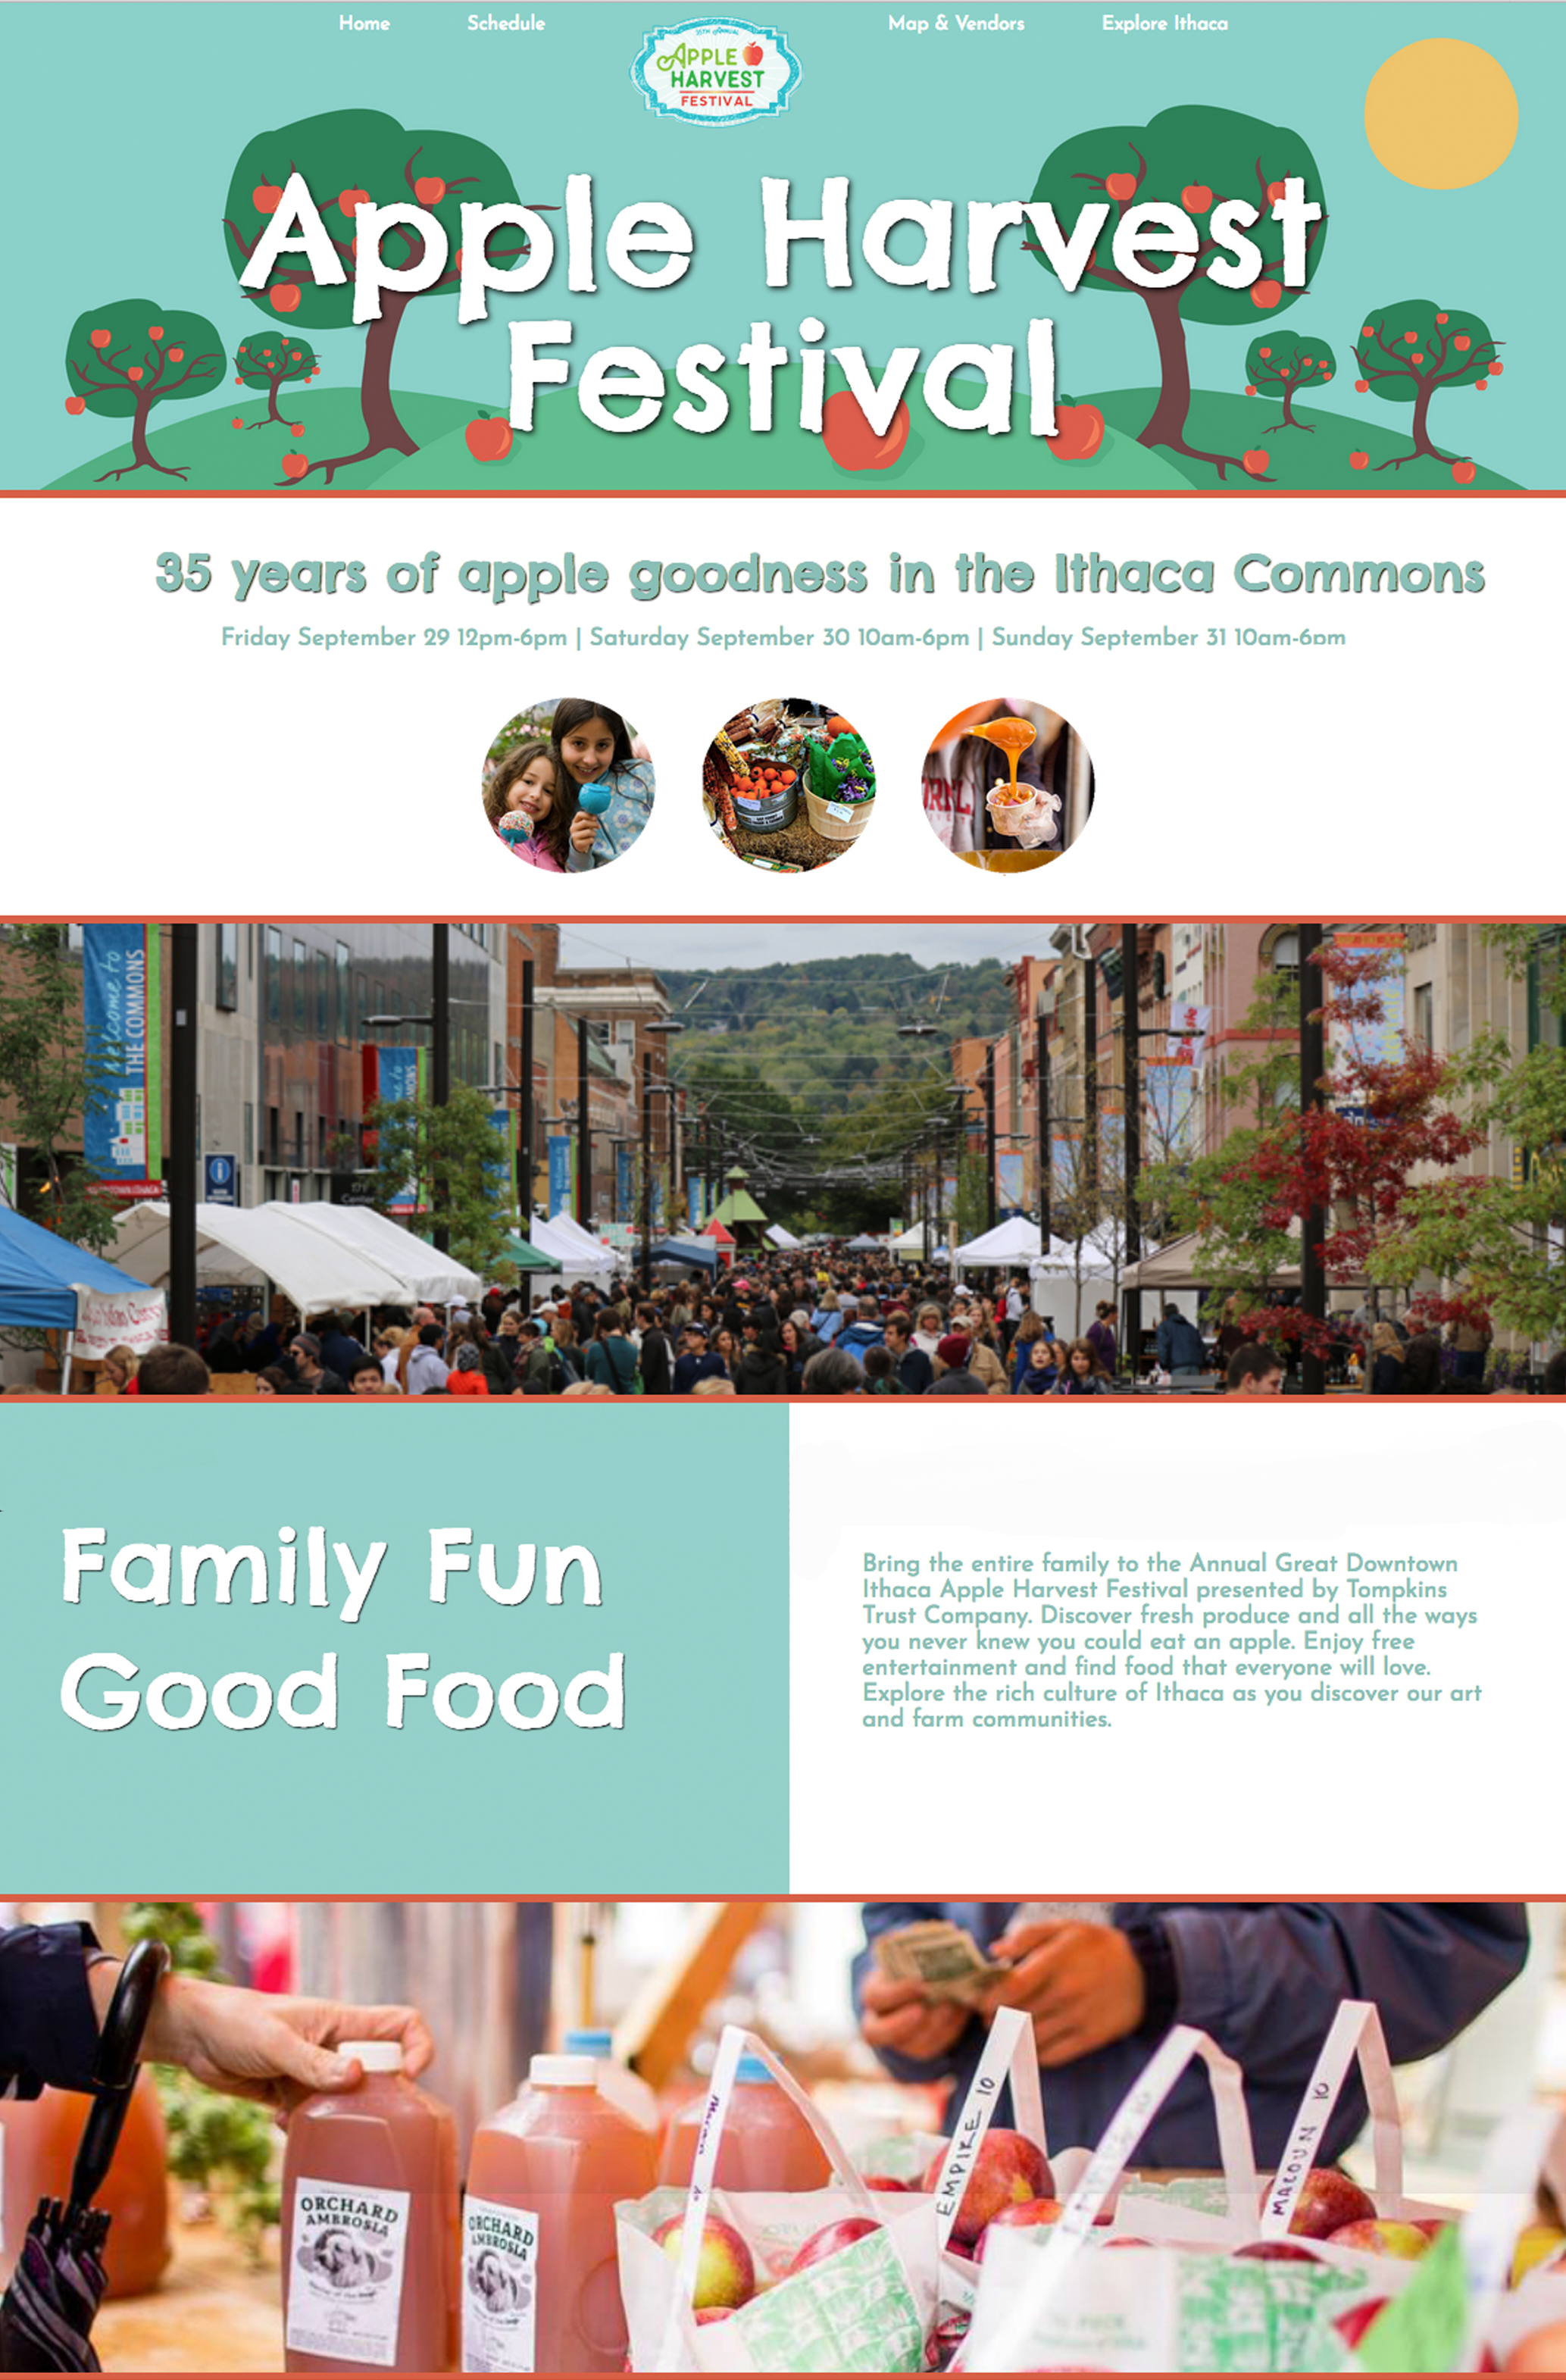 Home Schedule Map & Vendors Explore Ithaca
35TH ANNUAL
APPLE
HARVEST
FESTIVAL
Apple Harvest
Festival
35 years of apple goodness in the Ithaca Commons
Friday September 29 12pm-6pm | Saturday September 30 10am-6pm | Sunday September 31 10am-6pm
Welcome to
THE COMMONS
Family Fun
Good Food
Bring the entire family to the Annual Great Downtown
Ithaca Apple Harvest Festival presented by Tompkins
Trust Company. Discover fresh produce and all the ways
you never knew you could eat an apple. Enjoy free
entertainment and find food that everyone will love.
Explore the rich culture of Ithaca as you discover our art
and farm communities.
ORCHARD
AMBROSIA
ORCHARD
AMBROSIA
EMPIRE 10
MACOUN 10